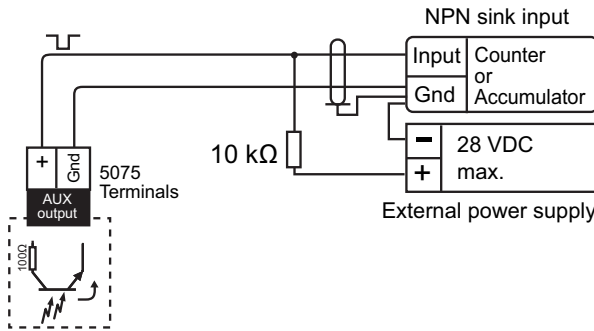 NPN sink input
Input
Counter
or
Accumulator
Gnd
10 kΩ
−
+
28 VDC
max.
External power supply
+
Gnd
5075
Terminals
AUX
output
100Ω